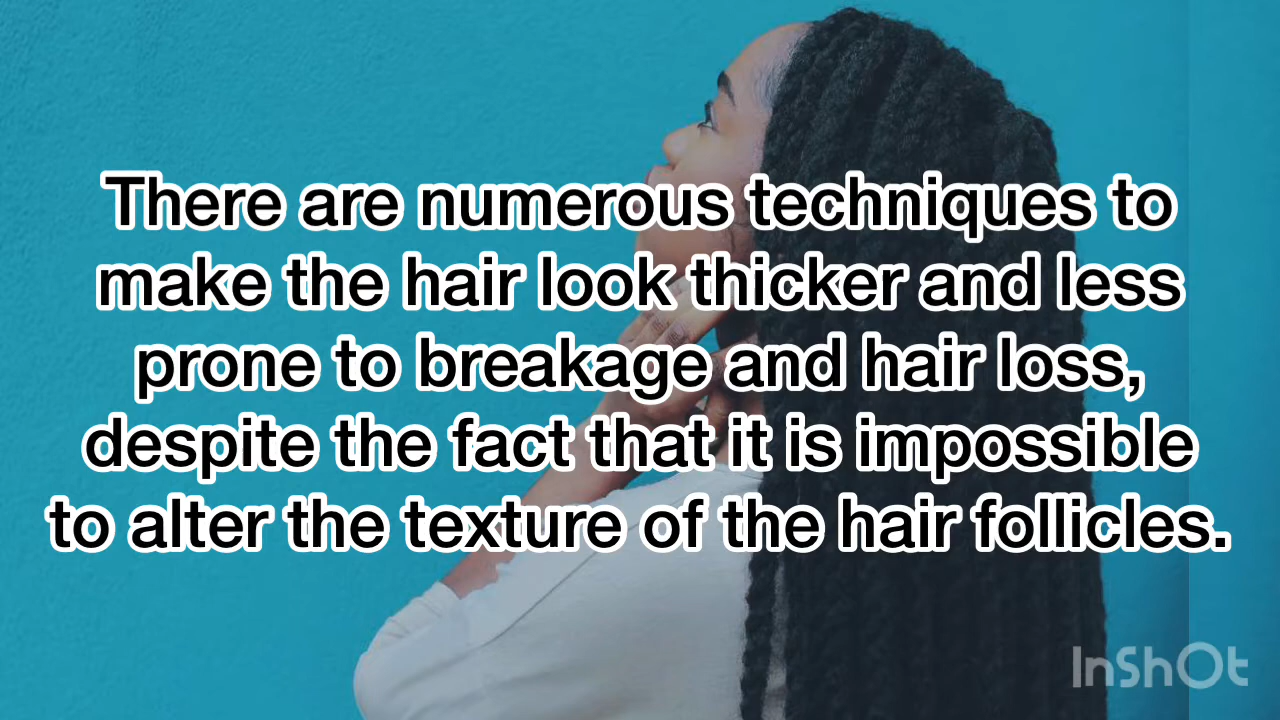 There are numerous techniques to
make the hair look thicker and less
prone to breakage and hair loss,
despite the fact that it is impossible
to alter the texture of the hair follicles.
InShOt